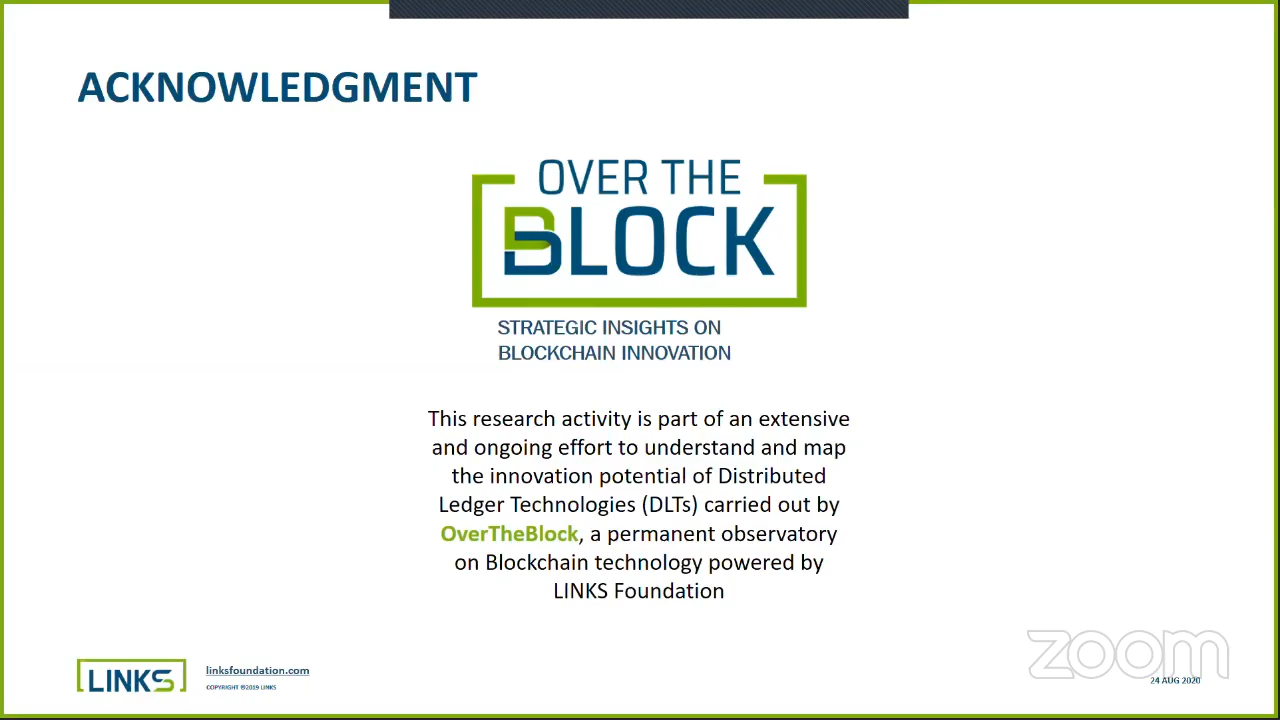 ACKNOWLEDGMENT
OVER THE
BLOCK
STRATEGIC INSIGHTS ON
BLOCKCHAIN INNOVATION
This research activity is part of an extensive
and ongoing effort to understand and map
the innovation potential of Distributed
Ledger Technologies (DLTs) carried out by
OverTheBlock, a permanent observatory
on Blockchain technology powered by
LINKS Foundation
LINKS
linksfoundation.com
COPYRIGHT ©2019 LINKS
zoom
24 AUG 2020